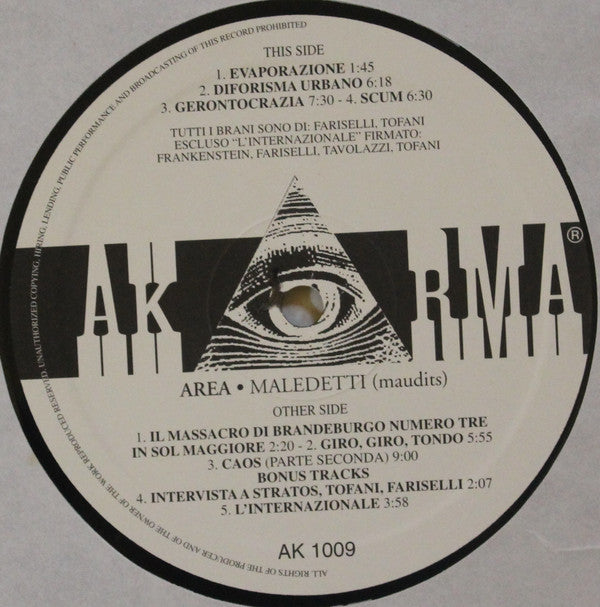 THIS SIDE
1. EVAPORAZIONE 1:45
2. DIFORISMA URBANO 6:18
3. GERONTOCRAZIA 7:30 - 4. SCUM 6:30
TUTTI I BRANI SONO DI: FARISELLI, TOFANI
ESCLUSO "L'INTERNAZIONALE" FIRMATO:
FRANKENSTEIN, FARISELLI, TAVOLAZZI, TOFANI
AKARMA®
AREA • MALEDETTI (maudits)
OTHER SIDE
1. IL MASSACRO DI BRANDEBURGO NUMERO TRE
IN SOL MAGGIORE 2:20 - 2. GIRO, GIRO, TONDO 5:55
3. CAOS (PARTE SECONDA) 9:00
BONUS TRACKS
4. INTERVISTA A STRATOS, TOFANI, FARISELLI 2:07
5. L'INTERNAZIONALE 3:58
AK 1009
ALL RIGHTS OF THE PRODUCER AND OF THE OWNER OF THE WORK REPRODUCED RESERVED. UNAUTHORIZED COPYING, HIRING, LENDING, PUBLIC PERFORMANCE AND BROADCASTING OF THIS RECORD PROHIBITED